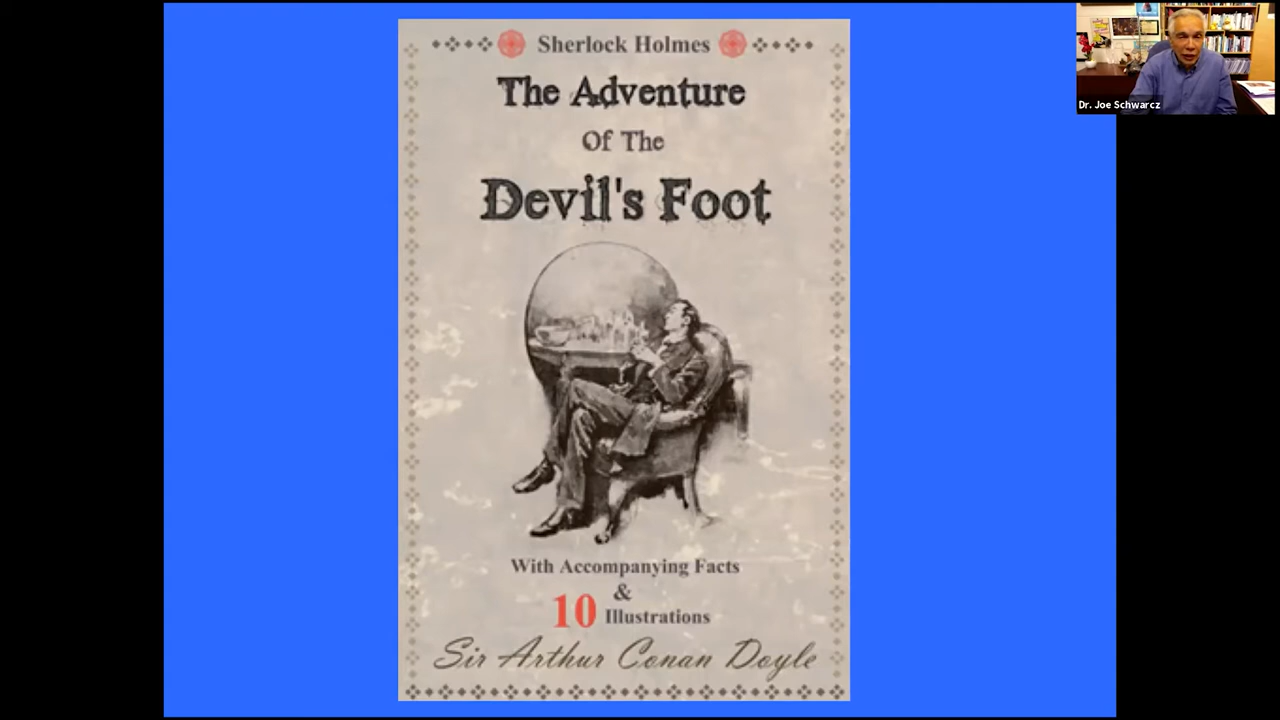 Sherlock Holmes
The Adventure
Of The
Devil's Foot
With Accompanying Facts
&
10 Illustrations
Sir Arthur Conan Doyle
Dr. Joe Schwarcz